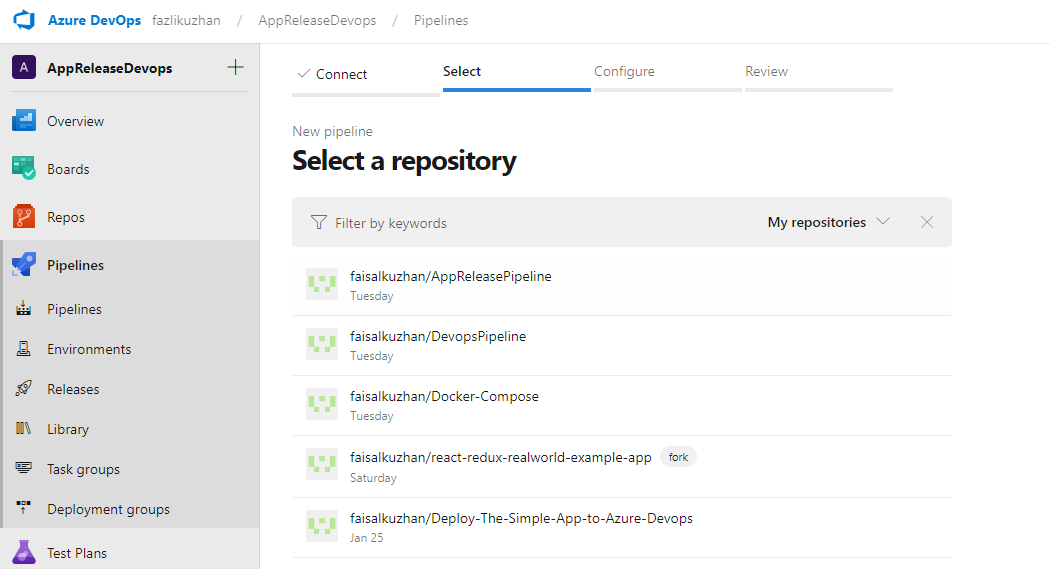 Azure DevOps fazlikuzhan / AppReleaseDevops / Pipelines
A AppReleaseDevops
Overview
Boards
Repos
Pipelines
Pipelines
Environments
Releases
Library
Task groups
Deployment groups
Test Plans
Connect Select Configure Review
New pipeline
Select a repository
Filter by keywords My repositories
faisalkuzhan/AppReleasePipeline
Tuesday
faisalkuzhan/DevopsPipeline
Tuesday
faisalkuzhan/Docker-Compose
Tuesday
faisalkuzhan/react-redux-realworld-example-app fork
Saturday
faisalkuzhan/Deploy-The-Simple-App-to-Azure-Devops
Jan 25